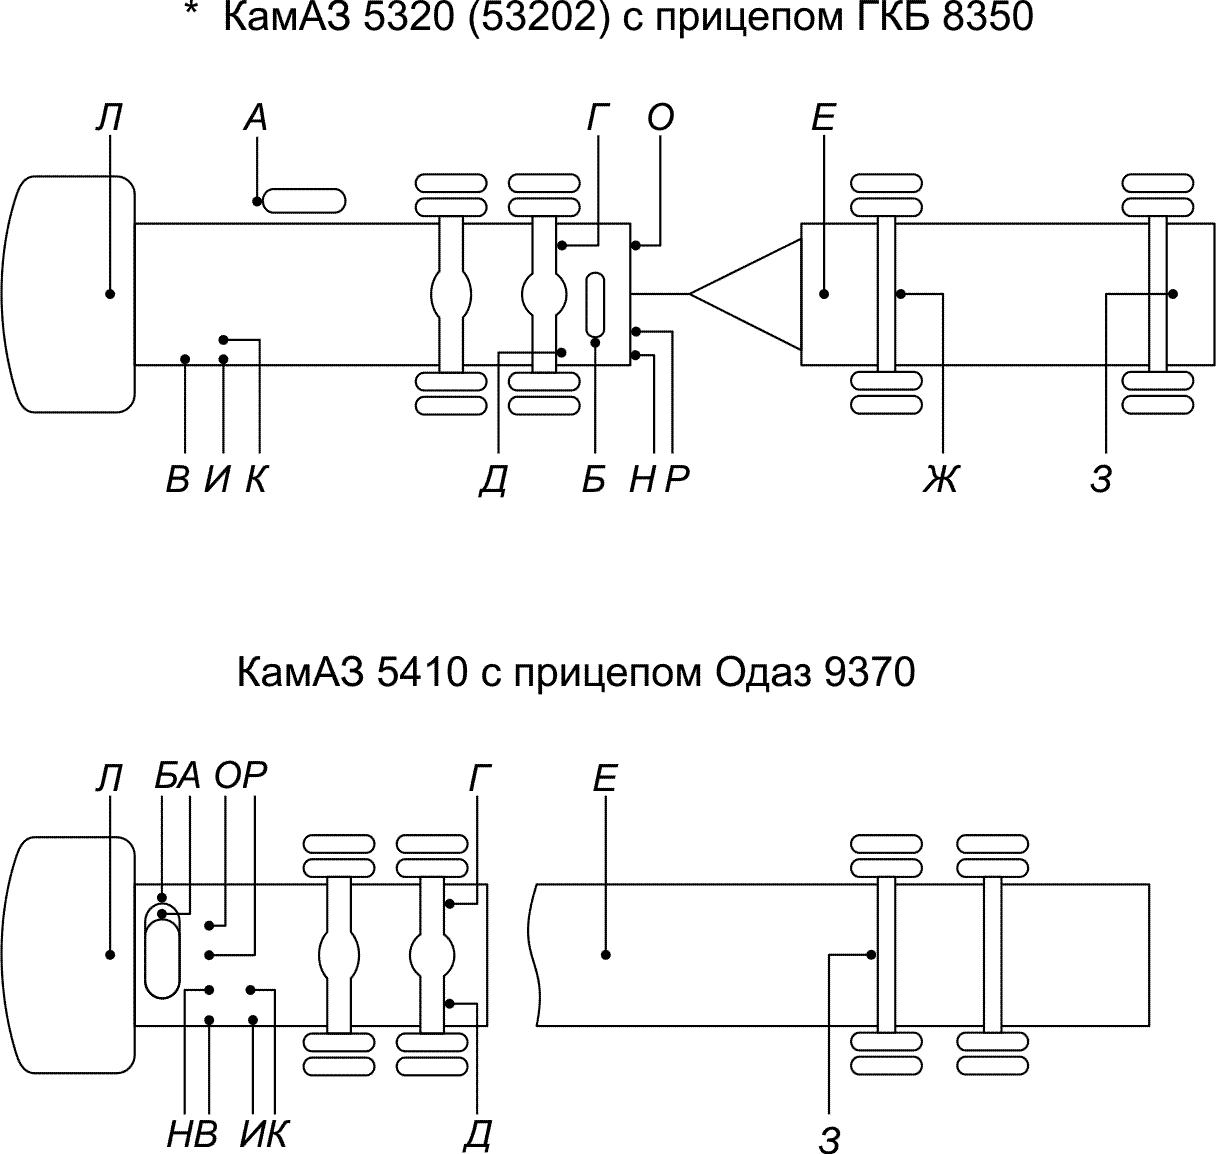 * КамАЗ 5320 (53202) с прицепом ГКБ 8350
Л А Г О Е
В И К Д Б Н Р Ж З
КамАЗ 5410 с прицепом Одаз 9370
Л БА ОР Г Е
НВ ИК Д З